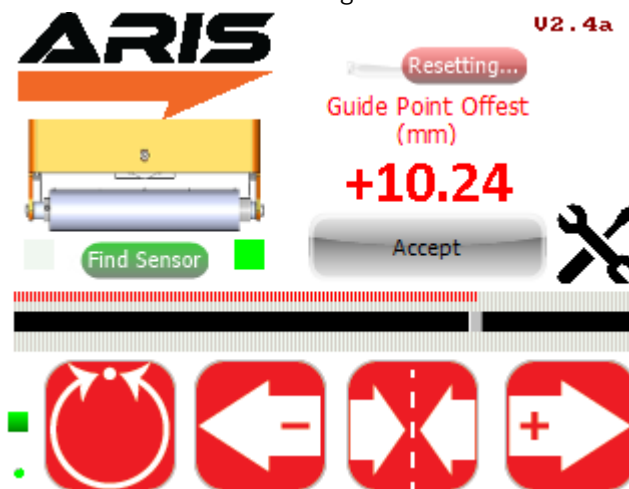 ARIS
V2.4a
Resetting...
Guide Point Offest
(mm)
+10.24
Accept
Find Sensor
-
+